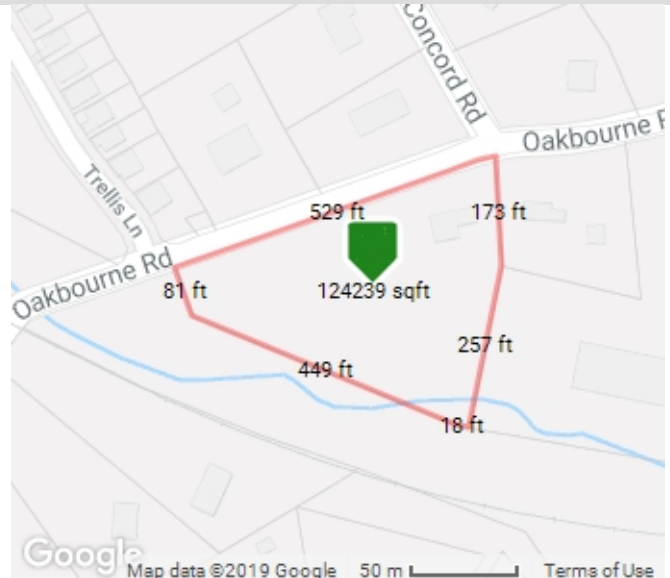 Concord Rd
Oakbourne R
Trellis Ln
529 ft
173 ft
Oakbourne Rd
81 ft
124239 sqft
257 ft
449 ft
18 ft
Google
Map data ©2019 Google 50 m Terms of Use